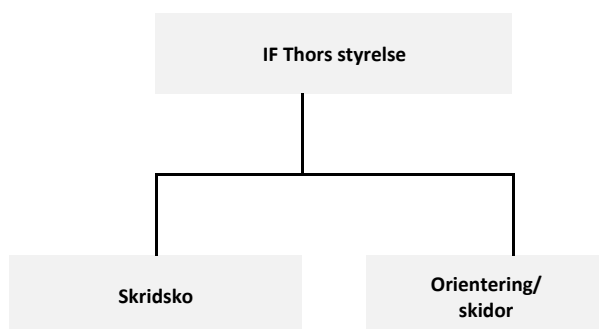 IF Thors styrelse
Skridsko
Orientering/
skidor